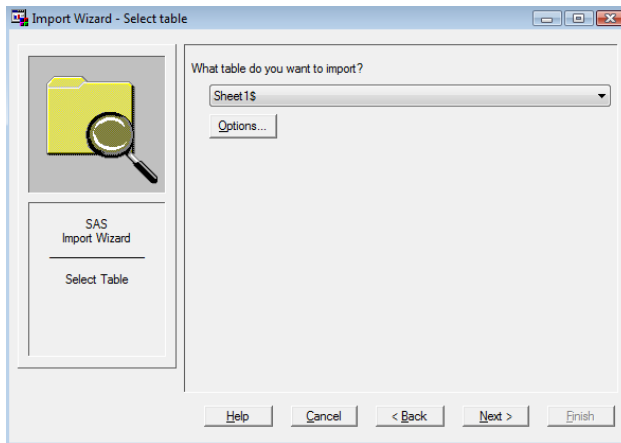 Import Wizard - Select table
What table do you want to import?
Sheet1$
Options...
SAS
Import Wizard
Select Table
Help
Cancel
< Back
Next >
Finish